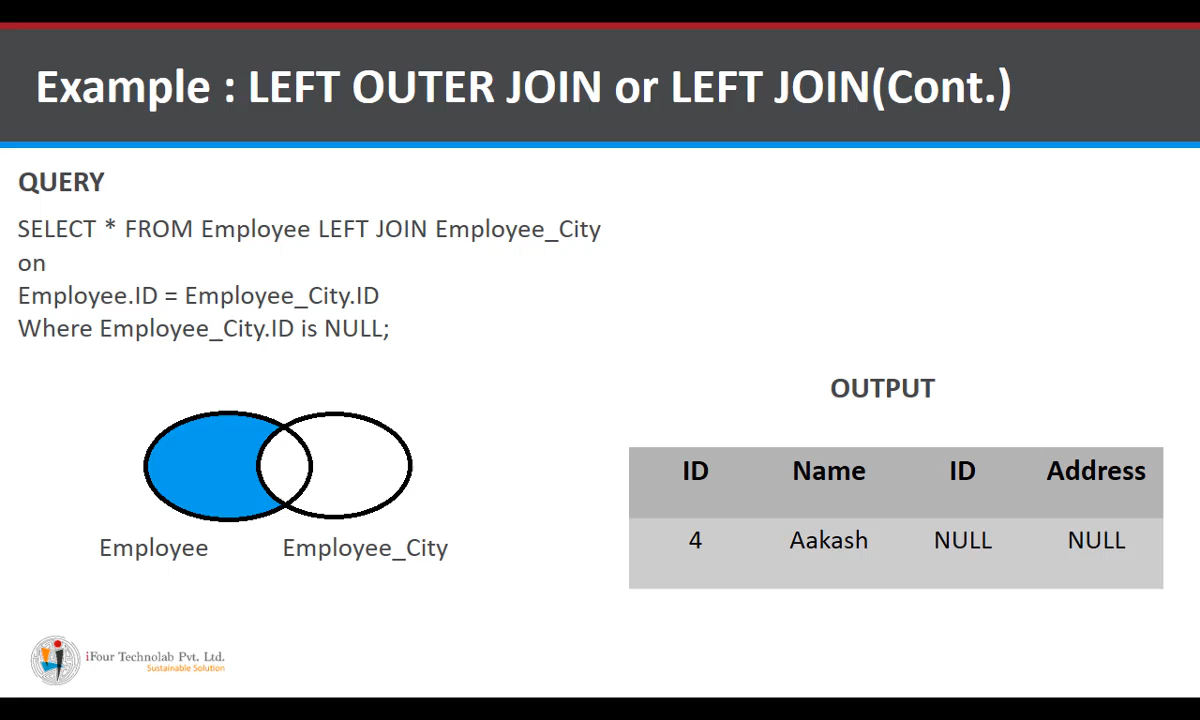 Example : LEFT OUTER JOIN or LEFT JOIN(Cont.)
QUERY
SELECT * FROM Employee LEFT JOIN Employee_City
on
Employee.ID = Employee_City.ID
Where Employee_City.ID is NULL;
Employee Employee_City
OUTPUT
ID Name ID Address
4 Aakash NULL NULL
iFour Technolab Pvt. Ltd.
Sustainable Solution